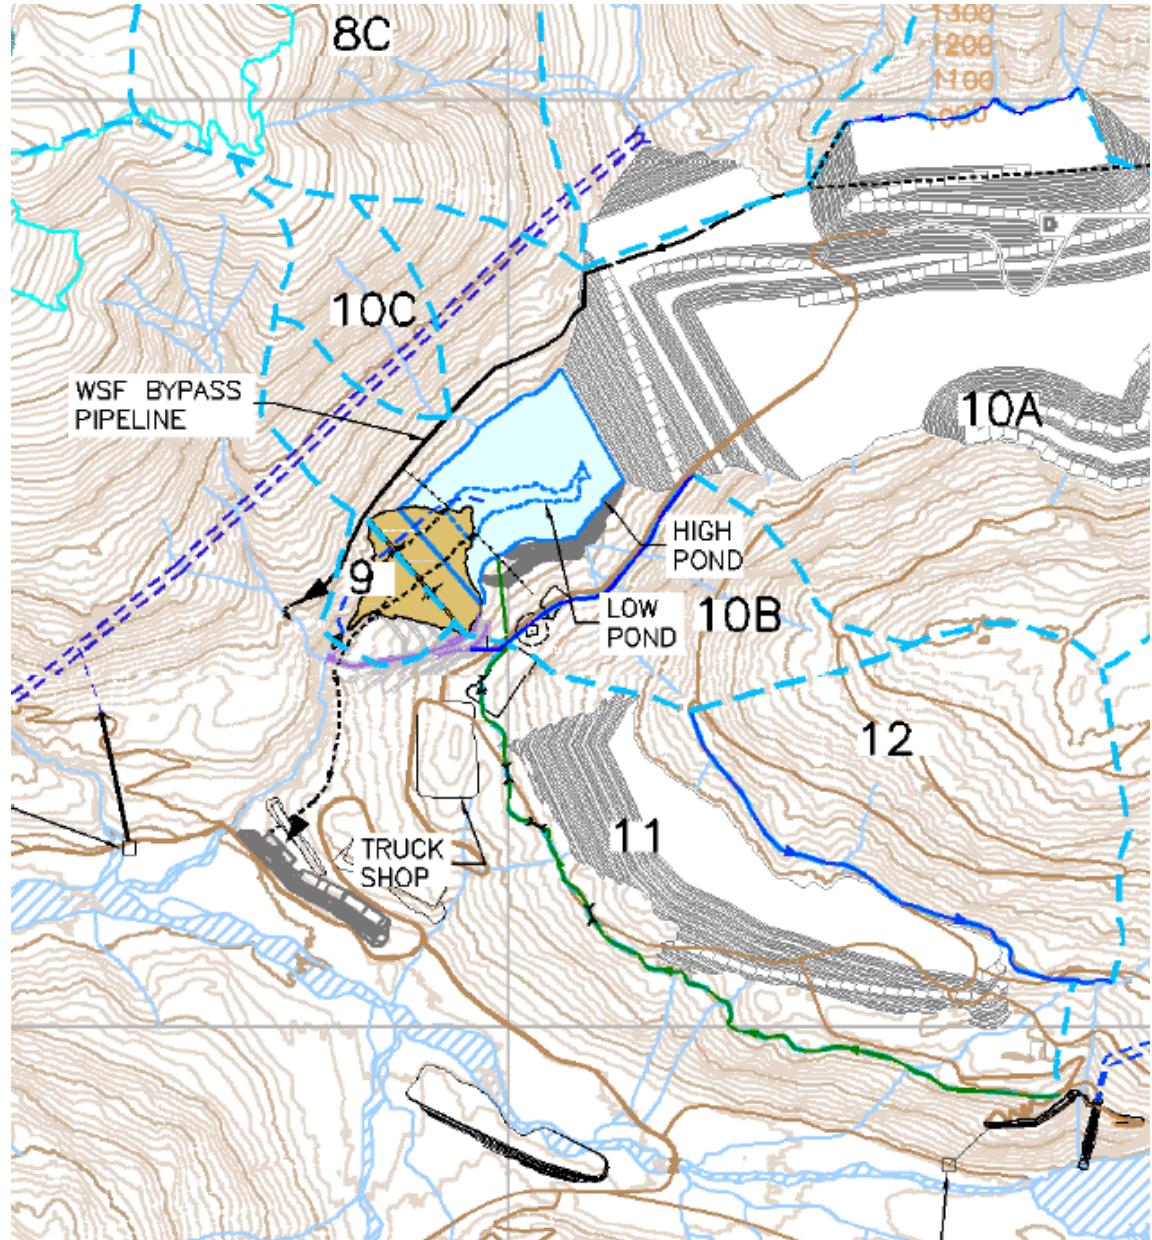 8C
1300
1200
1100
1000
D
10C
WSF BYPASS
PIPELINE
10A
HIGH
POND
9
LOW
POND
10B
12
11
TRUCK
SHOP